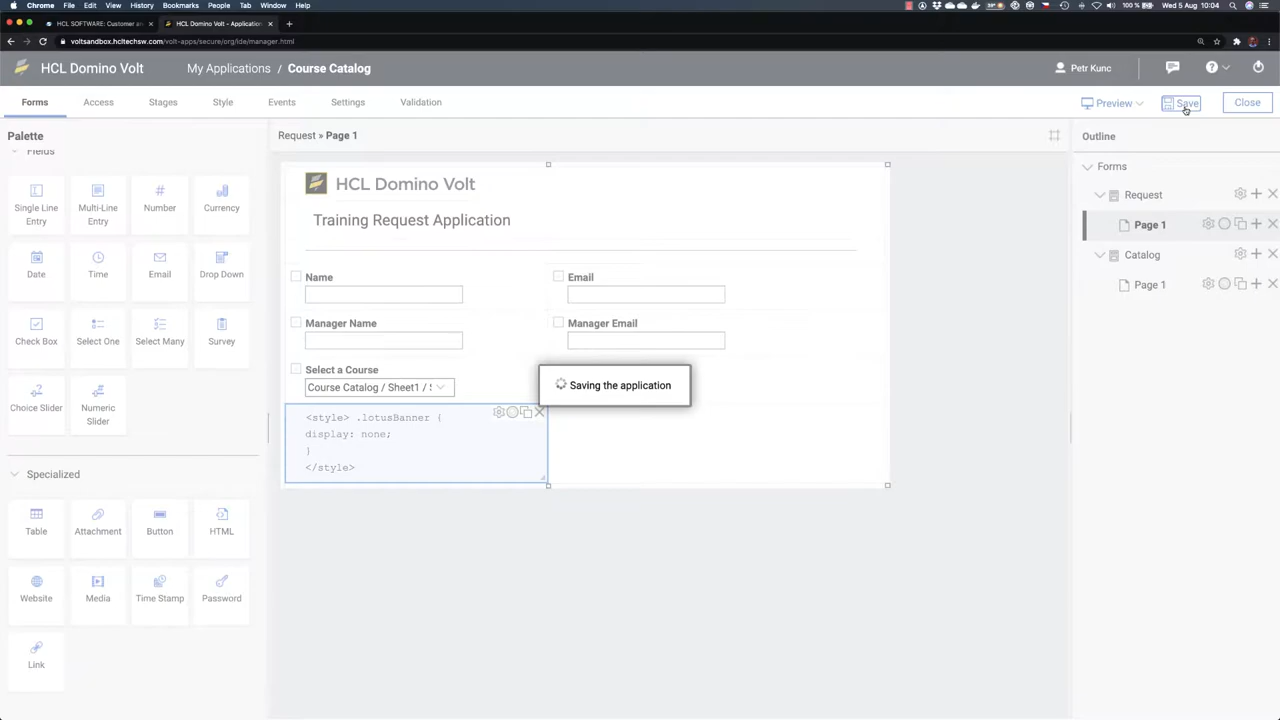 Chrome File Edit View History Bookmarks People Tab Window Help 100 % Wed 5 Aug 10:04
HCL SOFTWARE: Customer an × HCL Domino Volt - Application × +
voltsandbox.hcltechsw.com/volt-apps/secure/org/ide/manager.html
HCL Domino Volt My Applications / Course Catalog Petr Kunc
Forms Access Stages Style Events Settings Validation Preview Save Close
Palette
Request » Page 1
Outline
Fields
Single Line Entry
Multi-Line Entry
Number
Currency
Date
Time
Email
Drop Down
Check Box
Select One
Select Many
Survey
Choice Slider
Numeric Slider
Specialized
Table
Attachment
Button
HTML
Website
Media
Time Stamp
Password
Link
HCL Domino Volt
Training Request Application
Name Email
Manager Name Manager Email
Select a Course
Course Catalog / Sheet1 /
Saving the application
<style> .lotusBanner {
display: none;
}
</style>
Forms
Request
Page 1
Catalog
Page 1